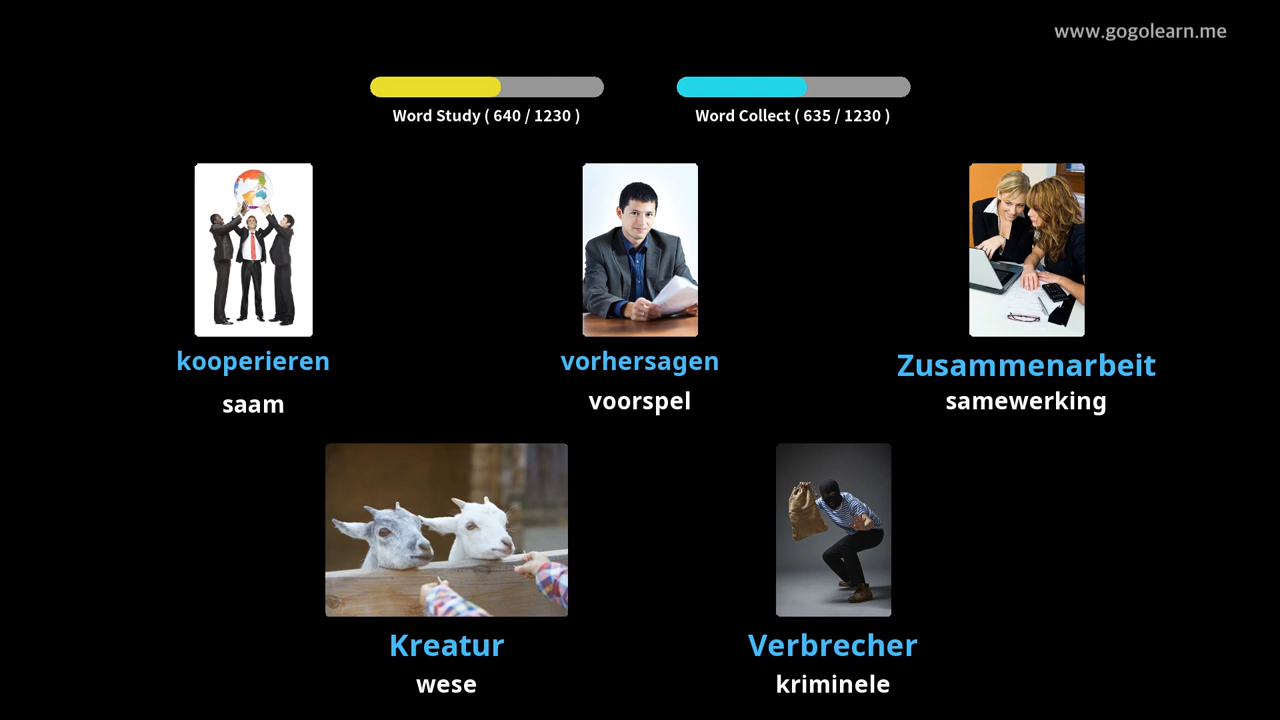 www.gogolearn.me
Word Study ( 640 / 1230 )
Word Collect ( 635 / 1230 )
kooperieren
saam
vorhersagen
voorspel
Zusammenarbeit
samewerking
Kreatur
wese
Verbrecher
kriminele